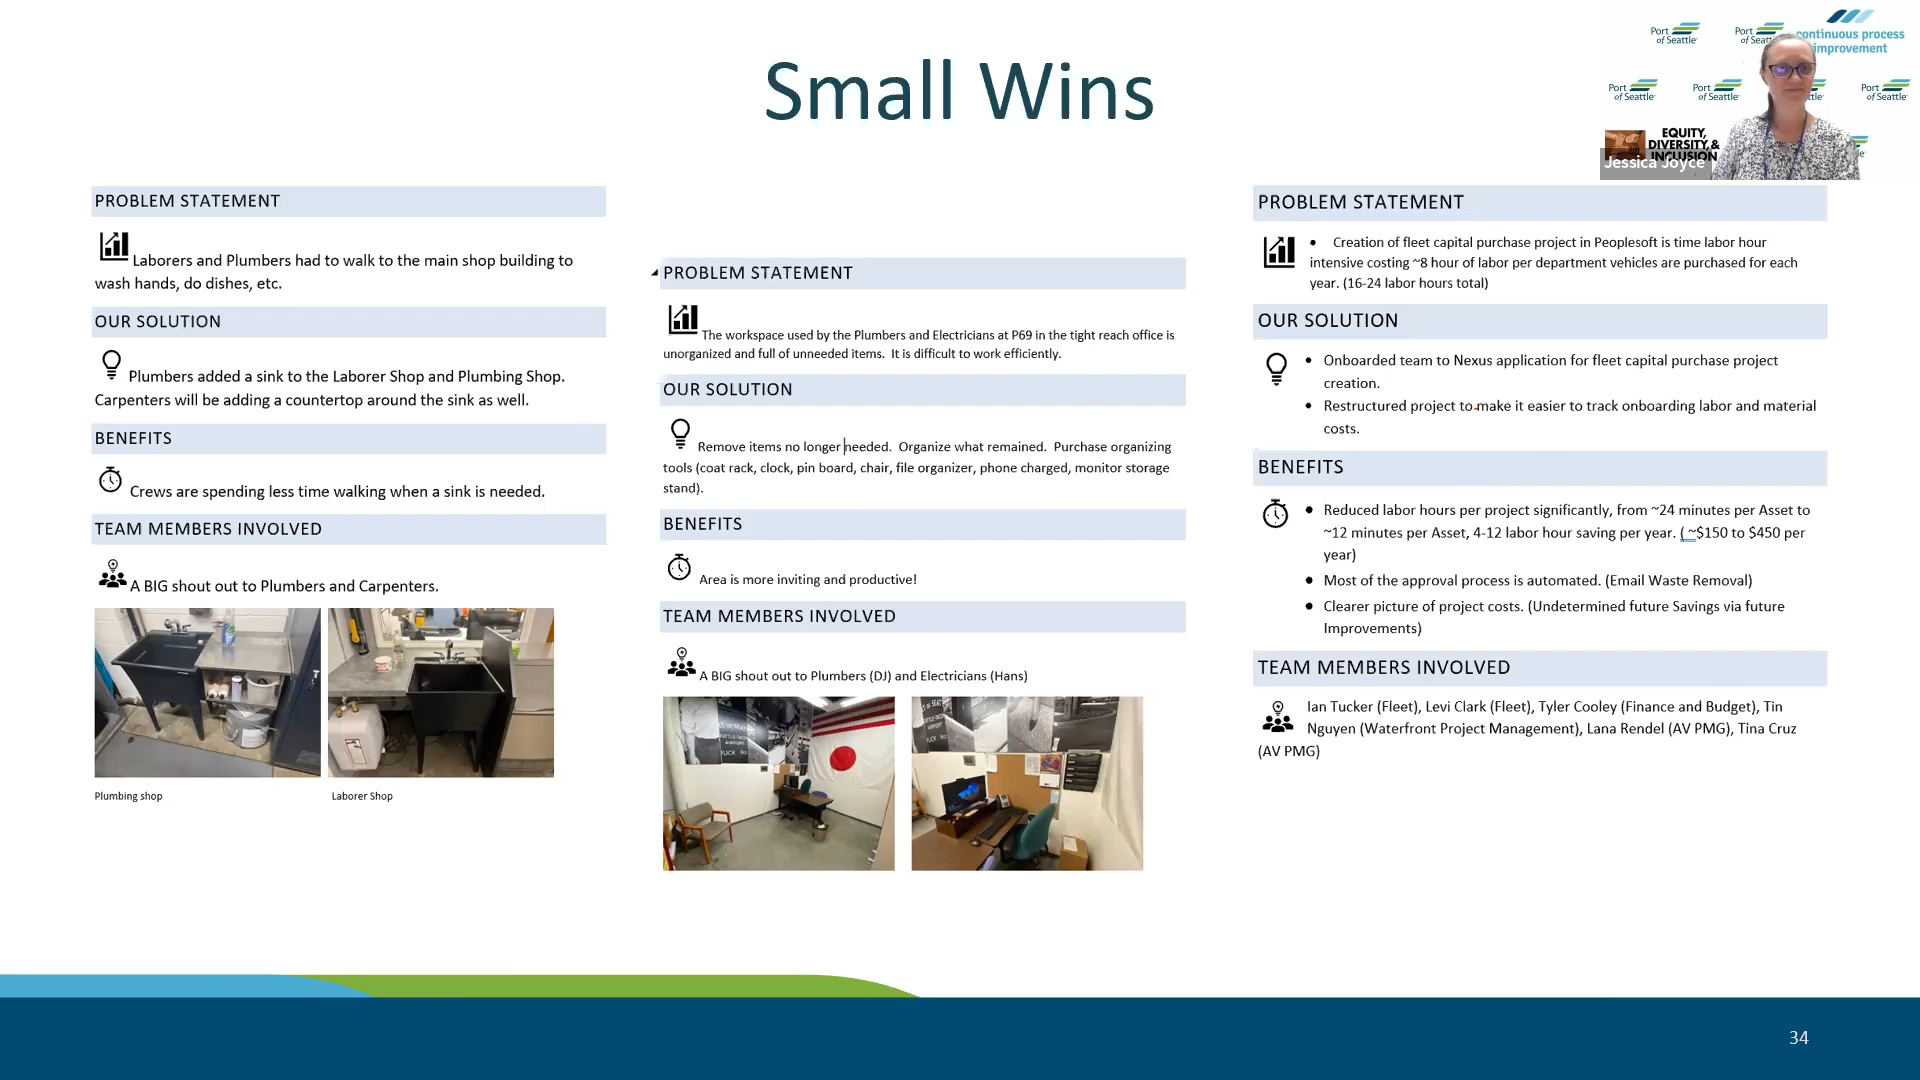 Small Wins
Port
of Seattle
Port
of Seattle
continuous process
improvement
Port
of Seattle
Port
of Seattle
Port
of Seattle
EQUITY,
DIVERSITY, &
INCLUSION
Jessica Joyce
PROBLEM STATEMENT
Laborers and Plumbers had to walk to the main shop building to
wash hands, do dishes, etc.
OUR SOLUTION
Plumbers added a sink to the Laborer Shop and Plumbing Shop.
Carpenters will be adding a countertop around the sink as well.
BENEFITS
Crews are spending less time walking when a sink is needed.
TEAM MEMBERS INVOLVED
A BIG shout out to Plumbers and Carpenters.
Plumbing shop
Laborer Shop
PROBLEM STATEMENT
The workspace used by the Plumbers and Electricians at P69 in the tight reach office is
unorganized and full of unneeded items. It is difficult to work efficiently.
OUR SOLUTION
Remove items no longer needed. Organize what remained. Purchase organizing
tools (coat rack, clock, pin board, chair, file organizer, phone charged, monitor storage
stand).
BENEFITS
Area is more inviting and productive!
TEAM MEMBERS INVOLVED
A BIG shout out to Plumbers (DJ) and Electricians (Hans)
PROBLEM STATEMENT
• Creation of fleet capital purchase project in Peoplesoft is time labor hour
intensive costing ~8 hour of labor per department vehicles are purchased for each
year. (16-24 labor hours total)
OUR SOLUTION
• Onboarded team to Nexus application for fleet capital purchase project
creation.
• Restructured project to make it easier to track onboarding labor and material
costs.
BENEFITS
• Reduced labor hours per project significantly, from ~24 minutes per Asset to
~12 minutes per Asset, 4-12 labor hour saving per year. ( ~$150 to $450 per
year)
• Most of the approval process is automated. (Email Waste Removal)
• Clearer picture of project costs. (Undetermined future Savings via future
Improvements)
TEAM MEMBERS INVOLVED
Ian Tucker (Fleet), Levi Clark (Fleet), Tyler Cooley (Finance and Budget), Tin
Nguyen (Waterfront Project Management), Lana Rendel (AV PMG), Tina Cruz
(AV PMG)
34